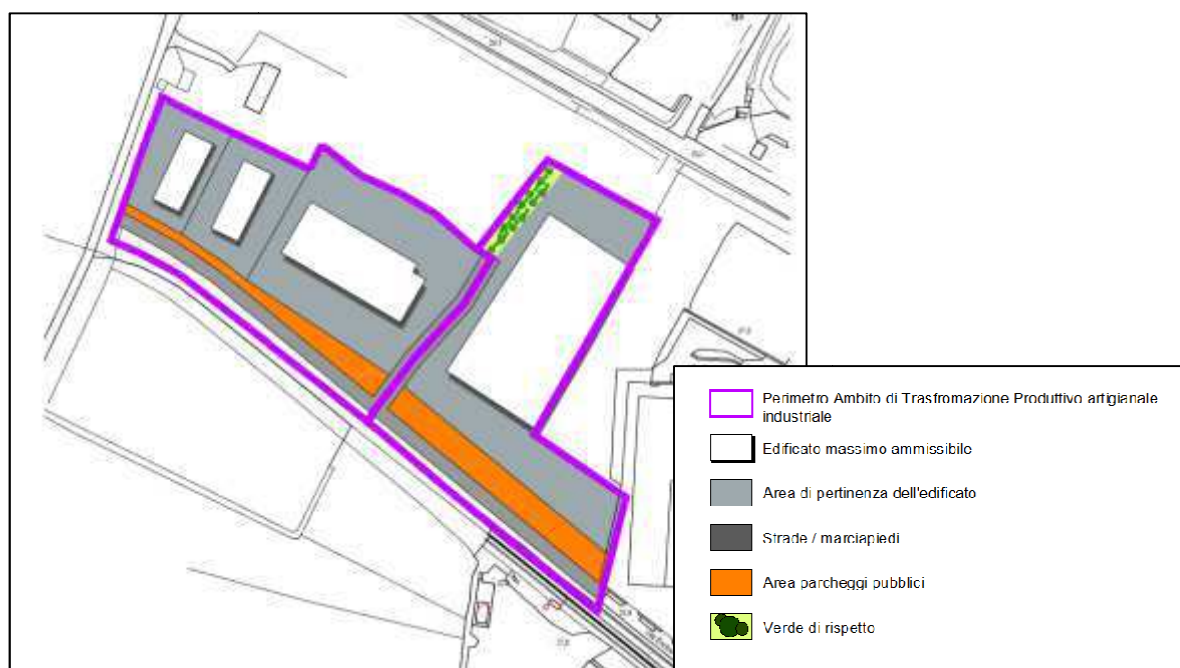 Perimetro Ambito di Trasfromazione Produttivo artigianale
industriale
Edificato massimo ammissibile
Area di pertinenza dell'edificato
Strade / marciapiedi
Area parcheggi pubblici
Verde di rispetto